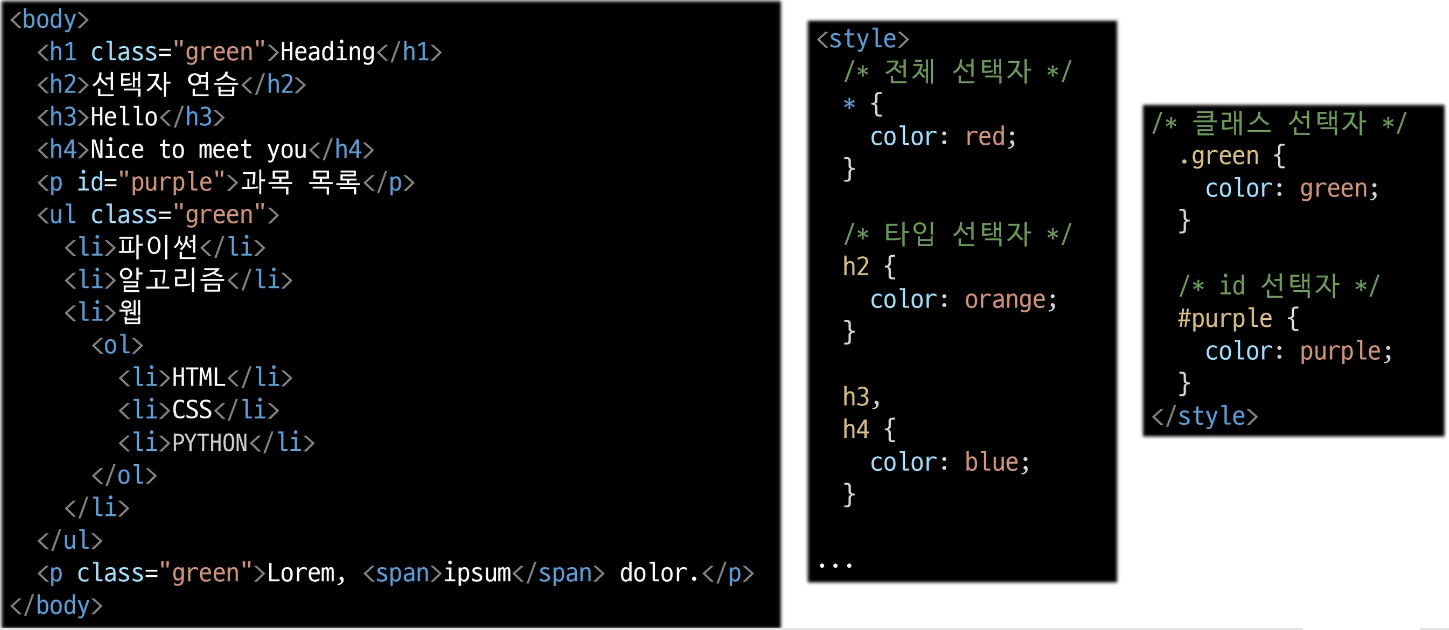 <body>
<h1 class="green">Heading</h1>
<h2>선택자 연습</h2>
<h3>Hello</h3>
<h4>Nice to meet you</h4>
<p id="purple">과목 목록</p>
<ul class="green">
<li>파이썬</li>
<li>알고리즘</li>
<li>웹
<ol>
<li>HTML</li>
<li>CSS</li>
<li>PYTHON</li>
</ol>
</li>
</ul>
<p class="green">Lorem, <span>ipsum</span> dolor.</p>
</body>
<style>
/* 전체 선택자 */
* {
color: red;
}
/* 타입 선택자 */
h2 {
color: orange;
}
h3,
h4 {
color: blue;
}
...
/* 클래스 선택자 */
.green {
color: green;
}
/* id 선택자 */
#purple {
color: purple;
}
</style>